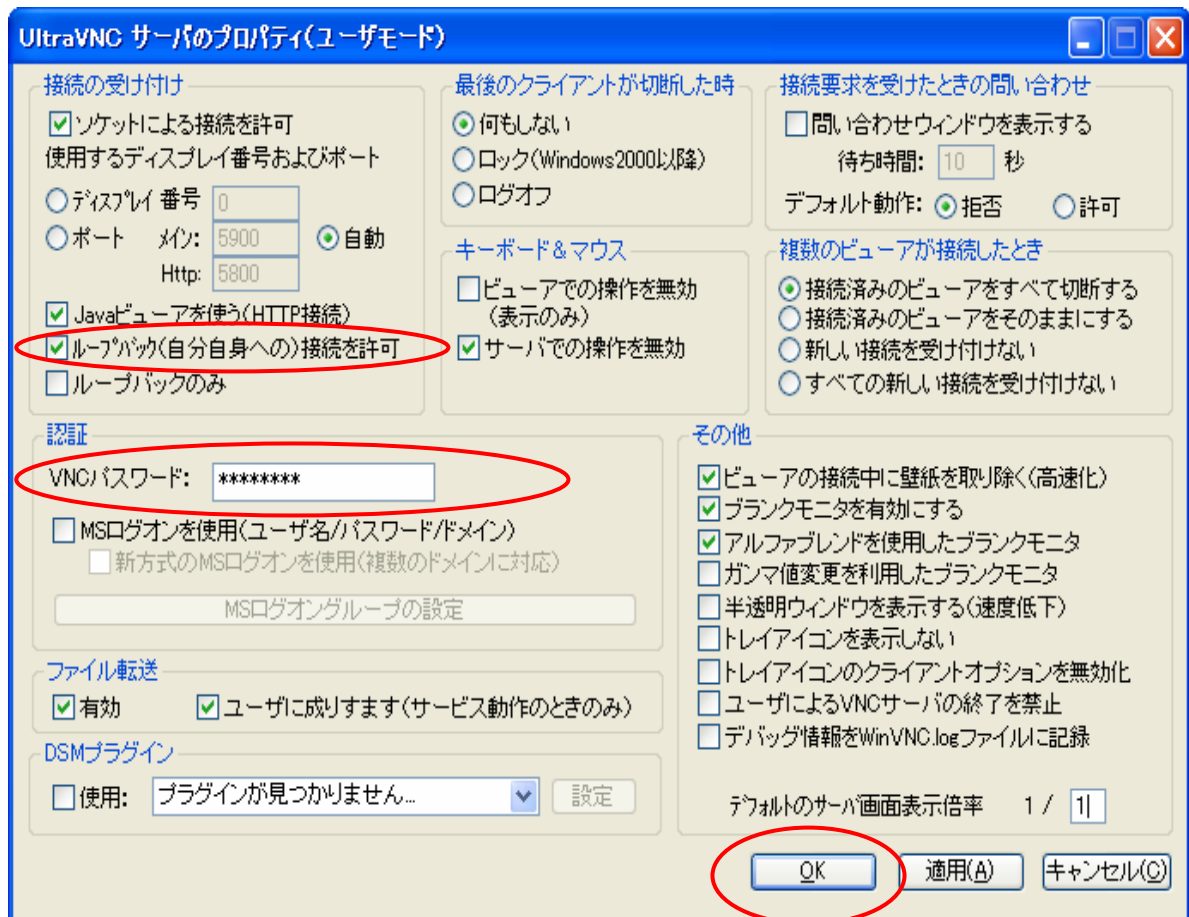 UltraVNC サーバのプロパティ(ユーザモード)
接続の受け付け
ソケットによる接続を許可
使用するディスプレイ番号およびポート
ディスプレイ 番号 0
ポート メイン: 5900 自動
Http: 5800
Javaビューアを使う(HTTP接続)
ループバック(自分自身への)接続を許可
ループバックのみ
最後のクライアントが切断した時
何もしない
ロック(Windows2000以降)
ログオフ
キーボード&マウス
ビューアでの操作を無効
(表示のみ)
サーバでの操作を無効
接続要求を受けたときの問い合わせ
問い合わせウィンドウを表示する
待ち時間: 10 秒
デフォルト動作: 拒否 許可
複数のビューアが接続したとき
接続済みのビューアをすべて切断する
接続済みのビューアをそのままにする
新しい接続を受け付けない
すべての新しい接続を受け付けない
認証
VNCパスワード: ********
MSログオンを使用(ユーザ名/パスワード/ドメイン)
新方式のMSログオンを使用(複数のドメインに対応)
MSログオングループの設定
ファイル転送
有効 ユーザに成りすます(サービス動作のときのみ)
DSMプラグイン
使用: プラグインが見つかりません... 設定
その他
ビューアの接続中に壁紙を取り除く(高速化)
ブランクモニタを有効にする
アルファブレンドを使用したブランクモニタ
ガンマ値変更を利用したブランクモニタ
半透明ウィンドウを表示する(速度低下)
トレイアイコンを表示しない
トレイアイコンのクライアントオプションを無効化
ユーザによるVNCサーバの終了を禁止
デバッグ情報をWinVNC.logファイルに記録
デフォルトのサーバ画面表示倍率 1 / 1
OK 適用(A) キャンセル(C)